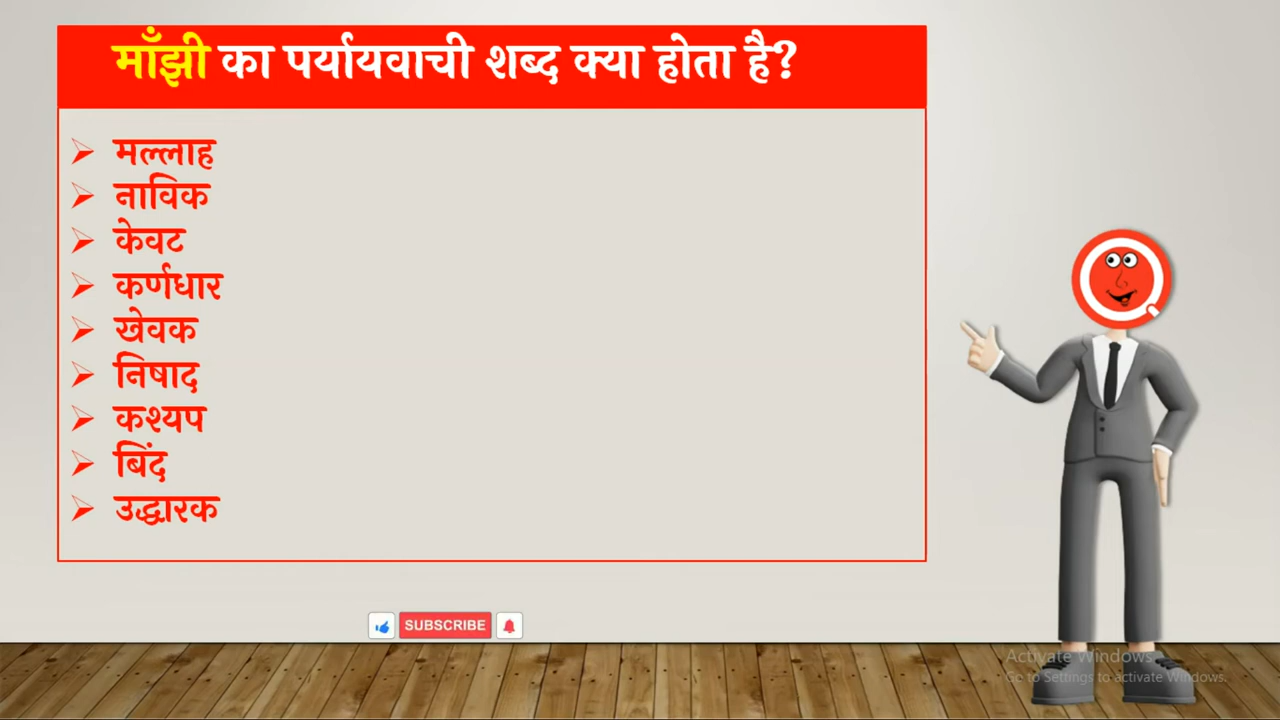 माँझी का पर्यायवाची शब्द क्या होता है?
मल्लाह
नाविक
केवट
कर्णधार
खेवक
निषाद
कश्यप
बिंद
उद्धारक
SUBSCRIBE
Activate Windows
Go to Settings to activate Windows.